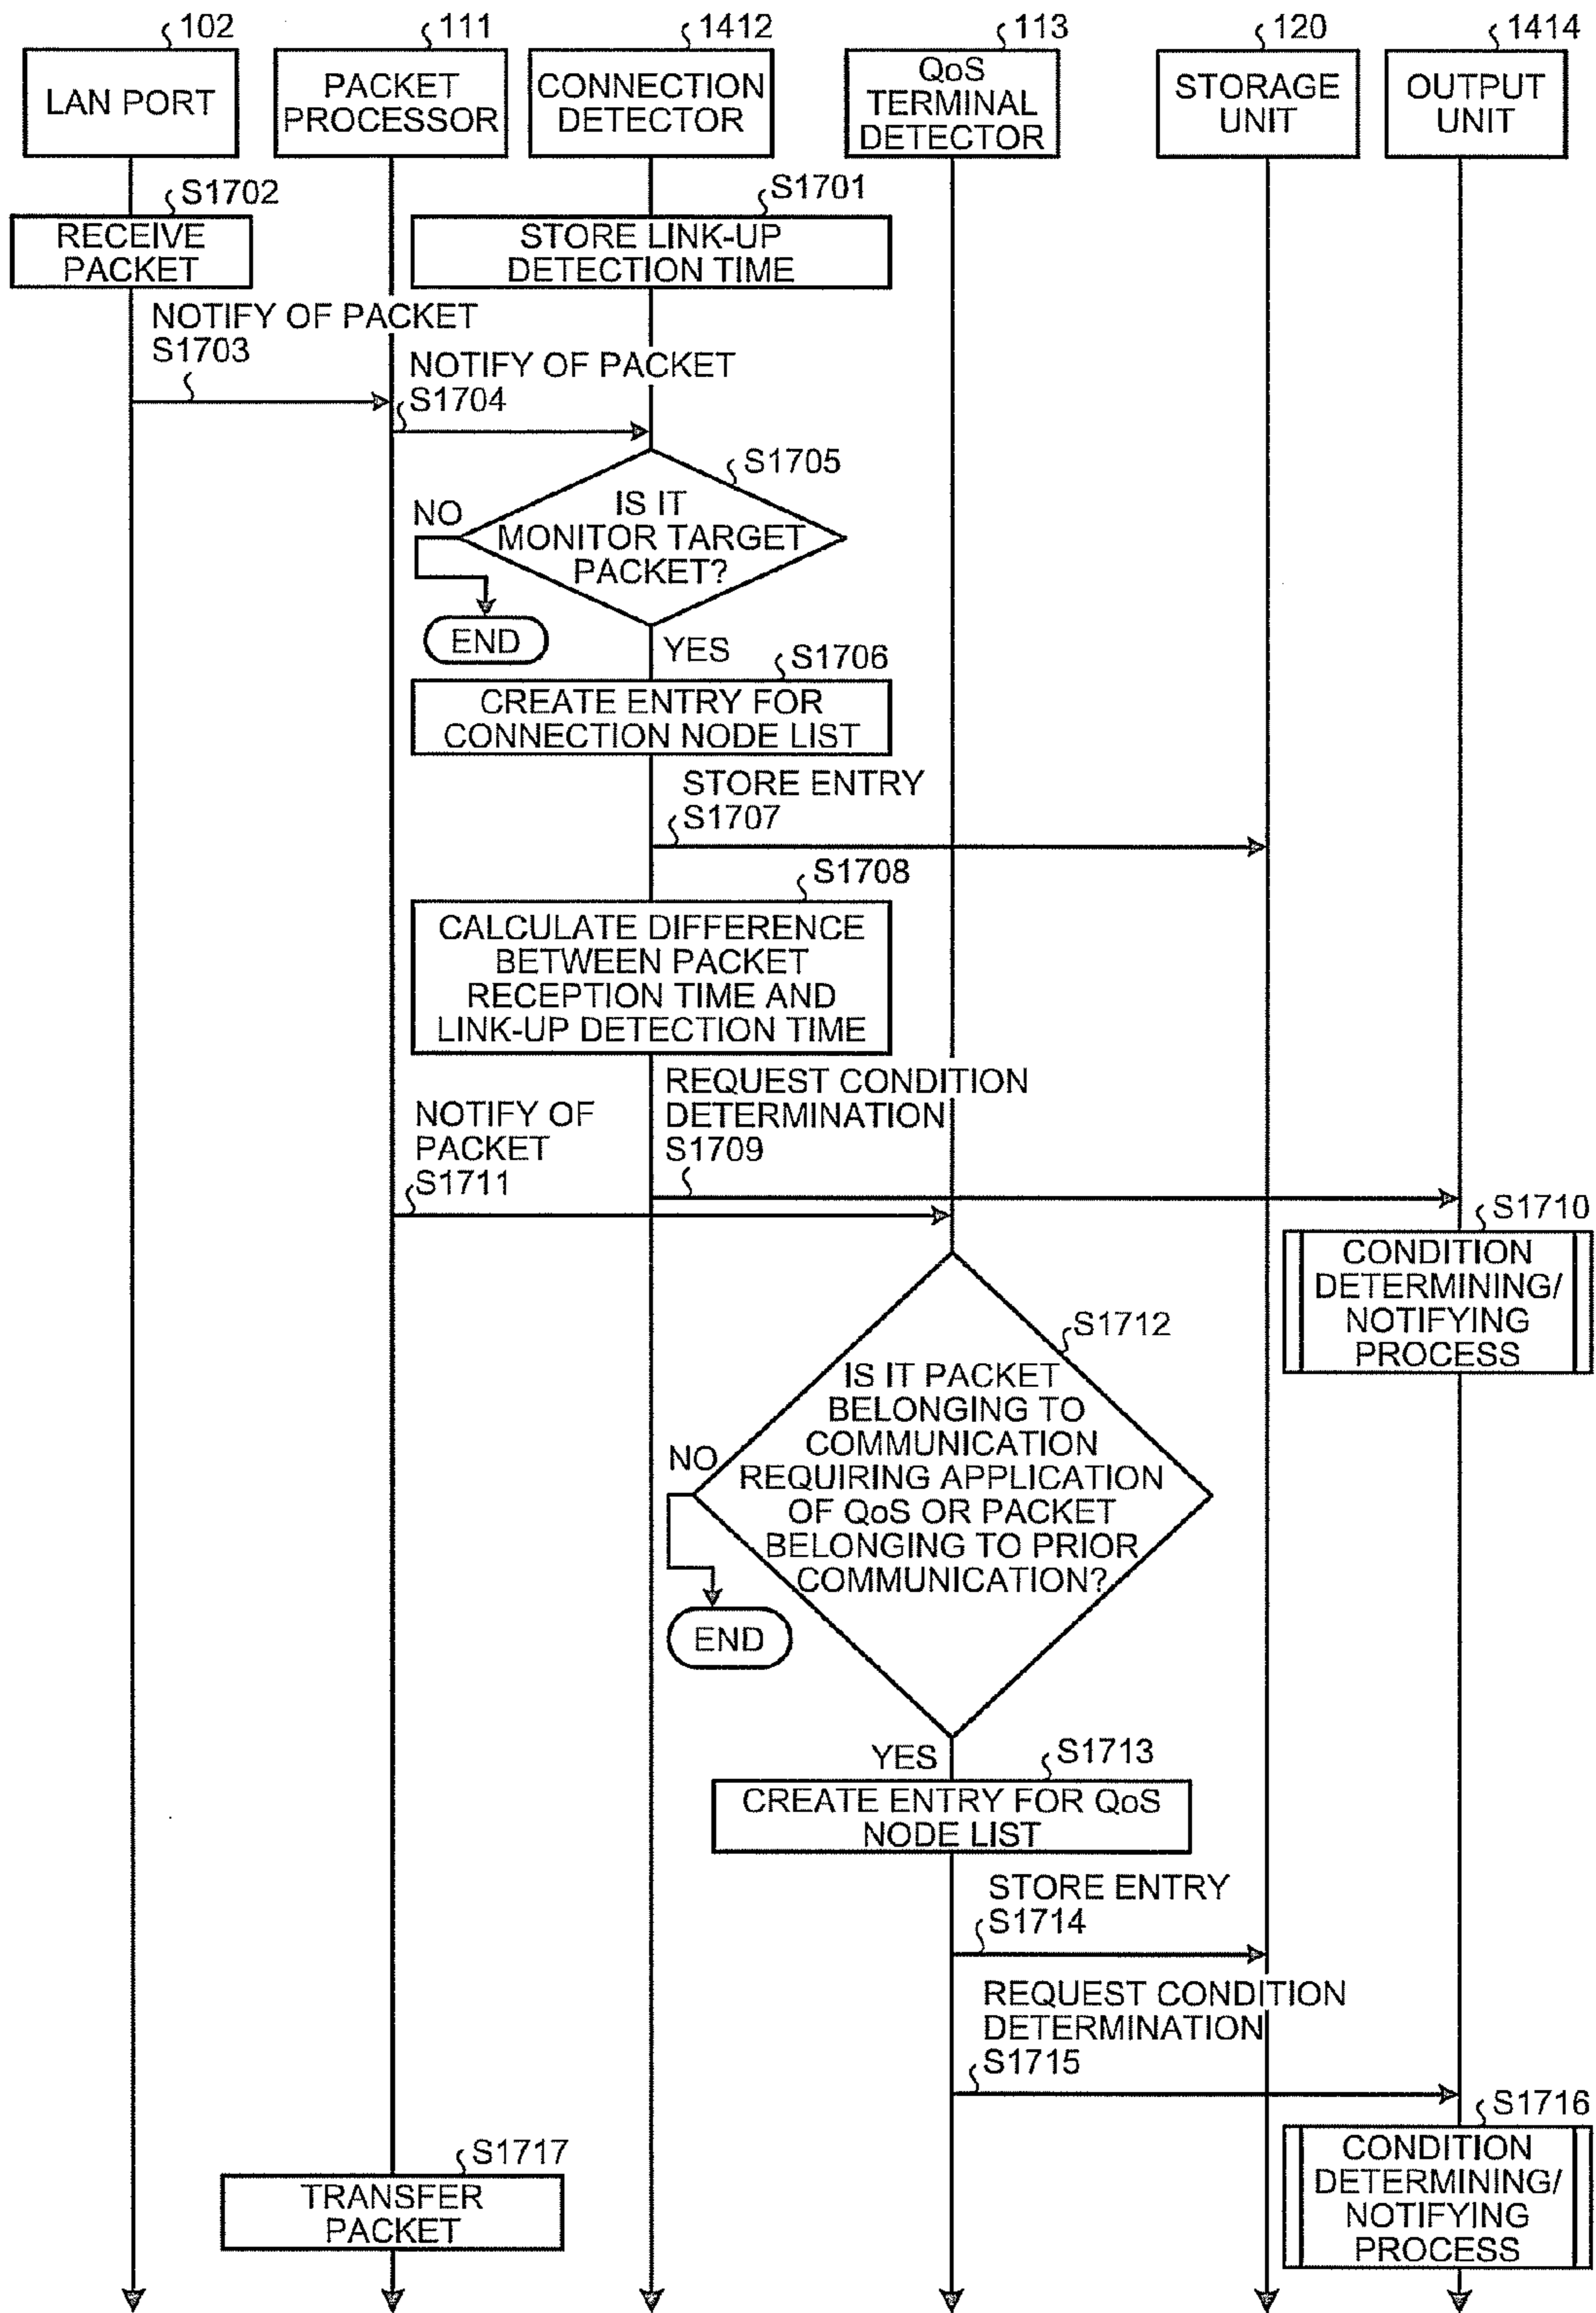 102
111
1412
113
120
1414
LAN PORT
PACKET
PROCESSOR
CONNECTION
DETECTOR
QoS
TERMINAL
DETECTOR
STORAGE
UNIT
OUTPUT
UNIT
S1702
RECEIVE
PACKET
S1701
STORE LINK-UP
DETECTION TIME
NOTIFY OF PACKET
S1703
NOTIFY OF PACKET
S1704
S1705
IS IT
MONITOR TARGET
PACKET?
NO
END
YES
S1706
CREATE ENTRY FOR
CONNECTION NODE LIST
STORE ENTRY
S1707
S1708
CALCULATE DIFFERENCE
BETWEEN PACKET
RECEPTION TIME AND
LINK-UP DETECTION TIME
REQUEST CONDITION
DETERMINATION
S1709
NOTIFY OF
PACKET
S1711
S1710
CONDITION
DETERMINING/
NOTIFYING
PROCESS
S1712
IS IT PACKET
BELONGING TO
COMMUNICATION
REQUIRING APPLICATION
OF QoS OR PACKET
BELONGING TO PRIOR
COMMUNICATION?
NO
END
YES
S1713
CREATE ENTRY FOR QoS
NODE LIST
STORE ENTRY
S1714
REQUEST CONDITION
DETERMINATION
S1715
S1716
CONDITION
DETERMINING/
NOTIFYING
PROCESS
S1717
TRANSFER
PACKET